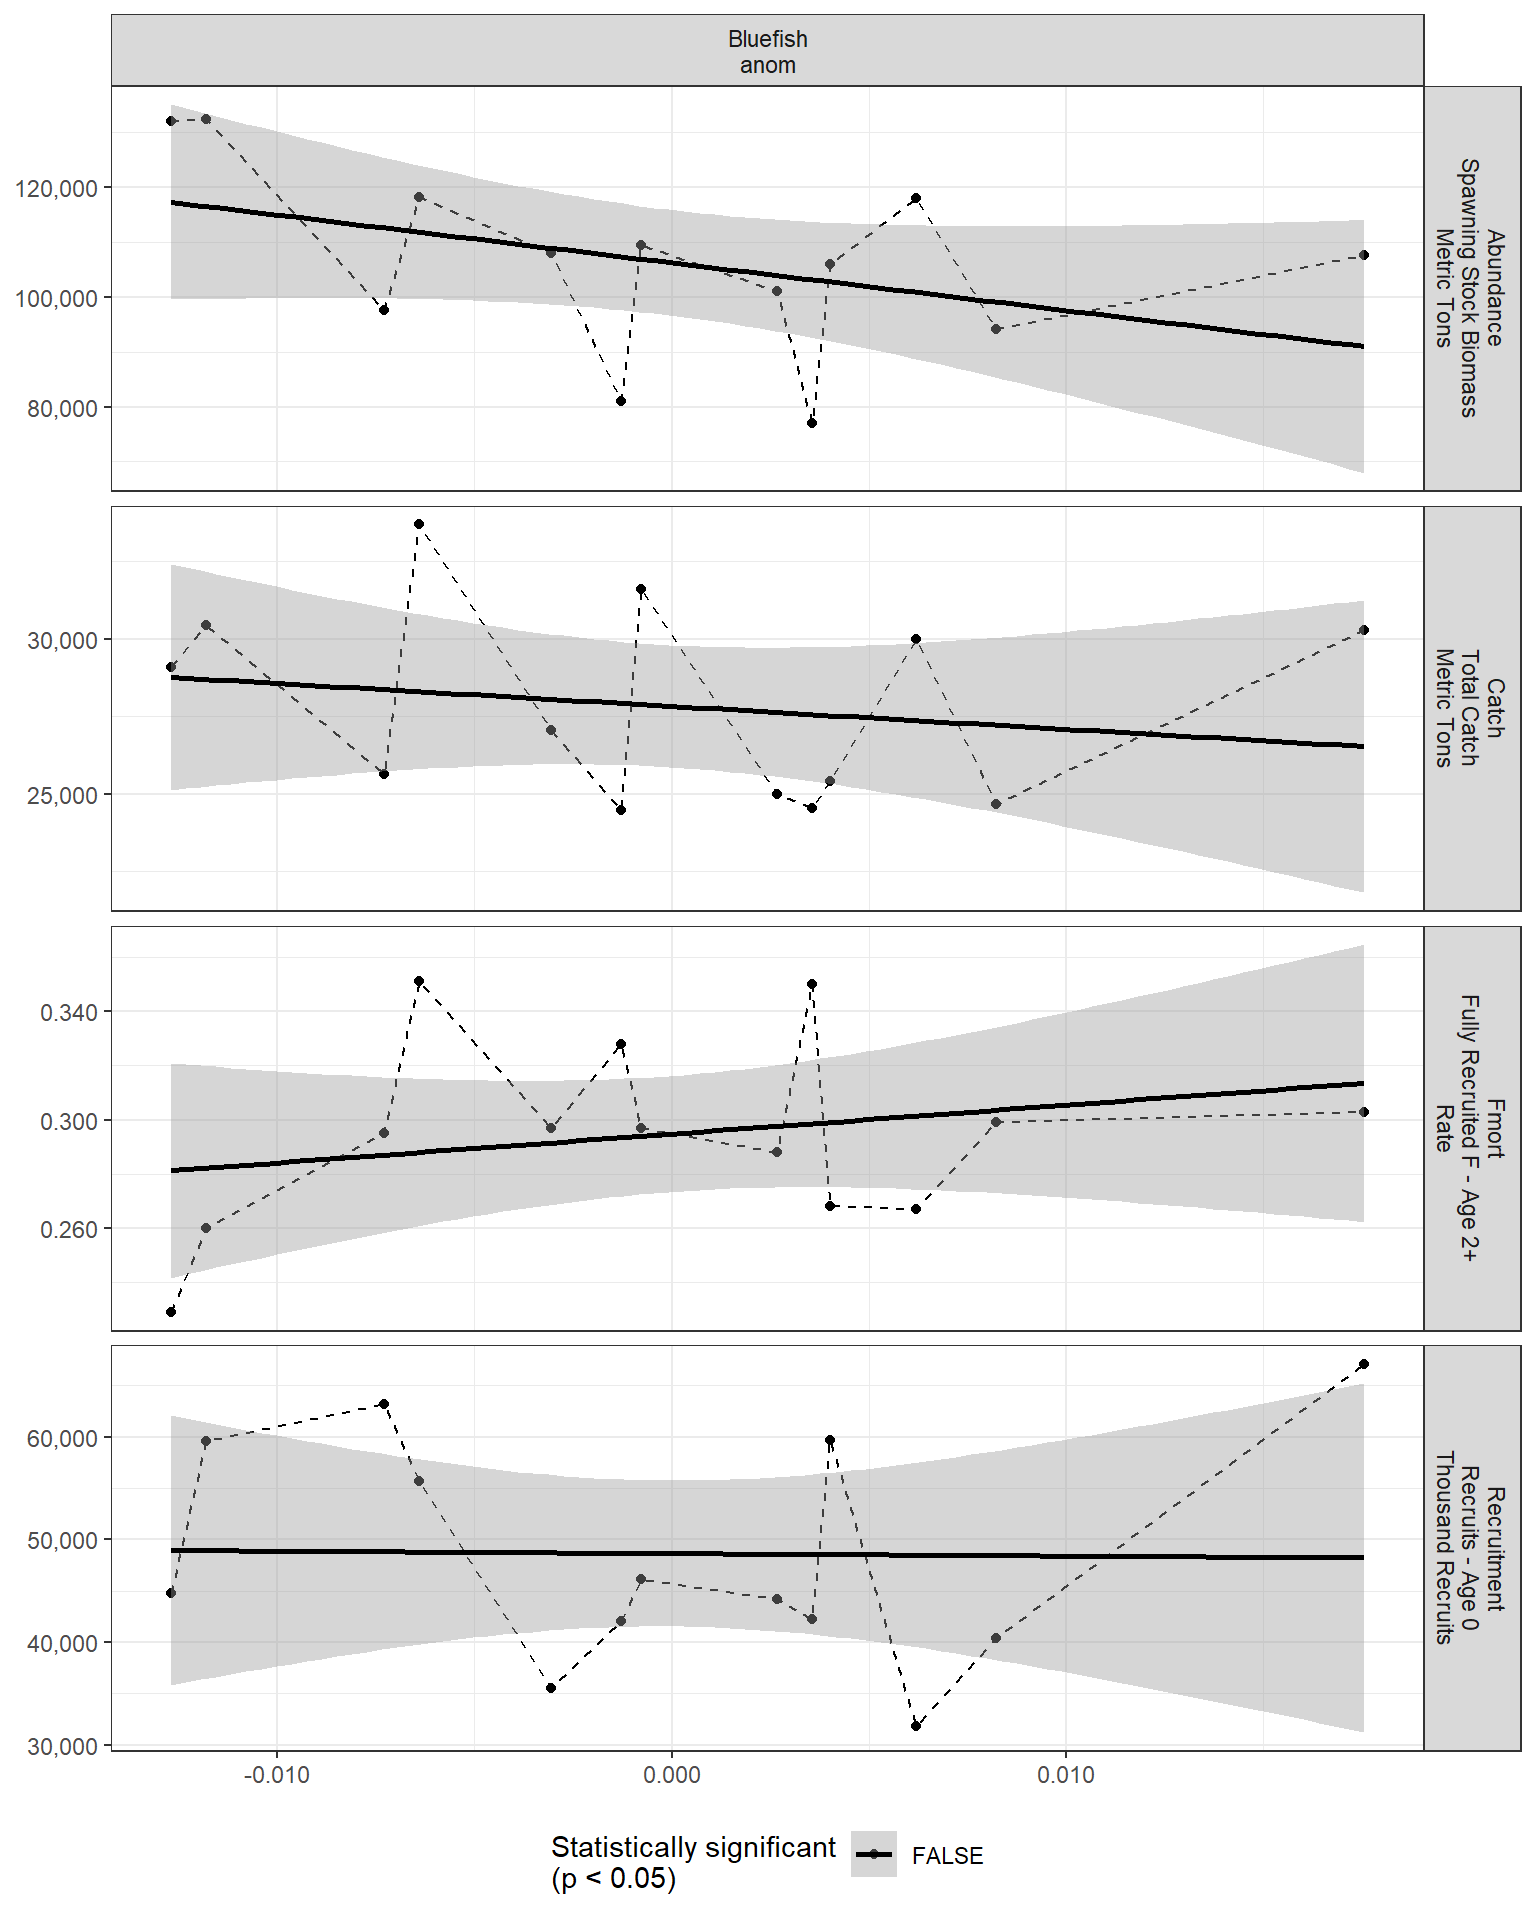 Bluefish
anom
120,000
100,000
80,000
Abundance
Spawning Stock Biomass
Metric Tons
30,000
25,000
Catch
Total Catch
Metric Tons
0.340
0.300
0.260
Fmort
Fully Recruited F - Age 2+
Rate
60,000
50,000
40,000
30,000
Recruitment
Recruits - Age 0
Thousand Recruits
-0.010
0.000
0.010
Statistically significant
(p < 0.05)
FALSE